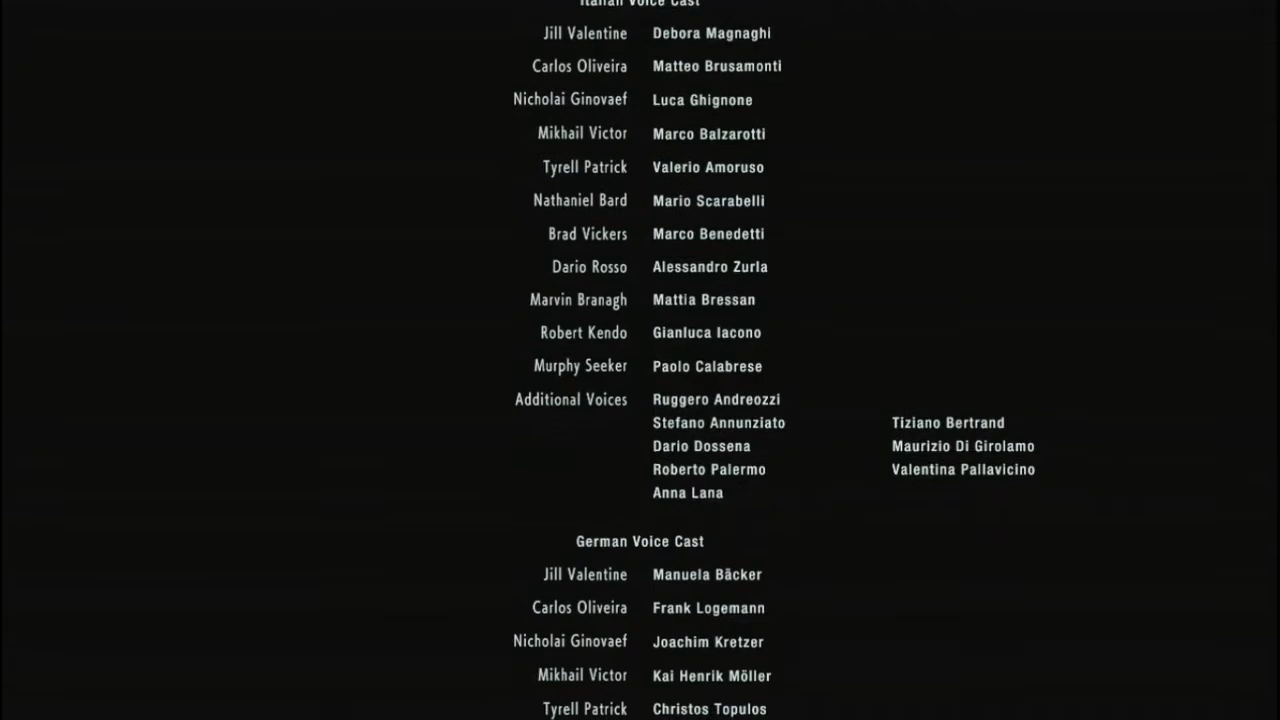 Italian Voice Cast
Jill Valentine Debora Magnaghi
Carlos Oliveira Matteo Brusamonti
Nicholai Ginovaef Luca Ghignone
Mikhail Victor Marco Balzarotti
Tyrell Patrick Valerio Amoruso
Nathaniel Bard Mario Scarabelli
Brad Vickers Marco Benedetti
Dario Rosso Alessandro Zurla
Marvin Branagh Mattia Bressan
Robert Kendo Gianluca Iacono
Murphy Seeker Paolo Calabrese
Additional Voices Ruggero Andreozzi
Stefano Annunziato Tiziano Bertrand
Dario Dossena Maurizio Di Girolamo
Roberto Palermo Valentina Pallavicino
Anna Lana
German Voice Cast
Jill Valentine Manuela Bäcker
Carlos Oliveira Frank Logemann
Nicholai Ginovaef Joachim Kretzer
Mikhail Victor Kai Henrik Möller
Tyrell Patrick Christos Topulos